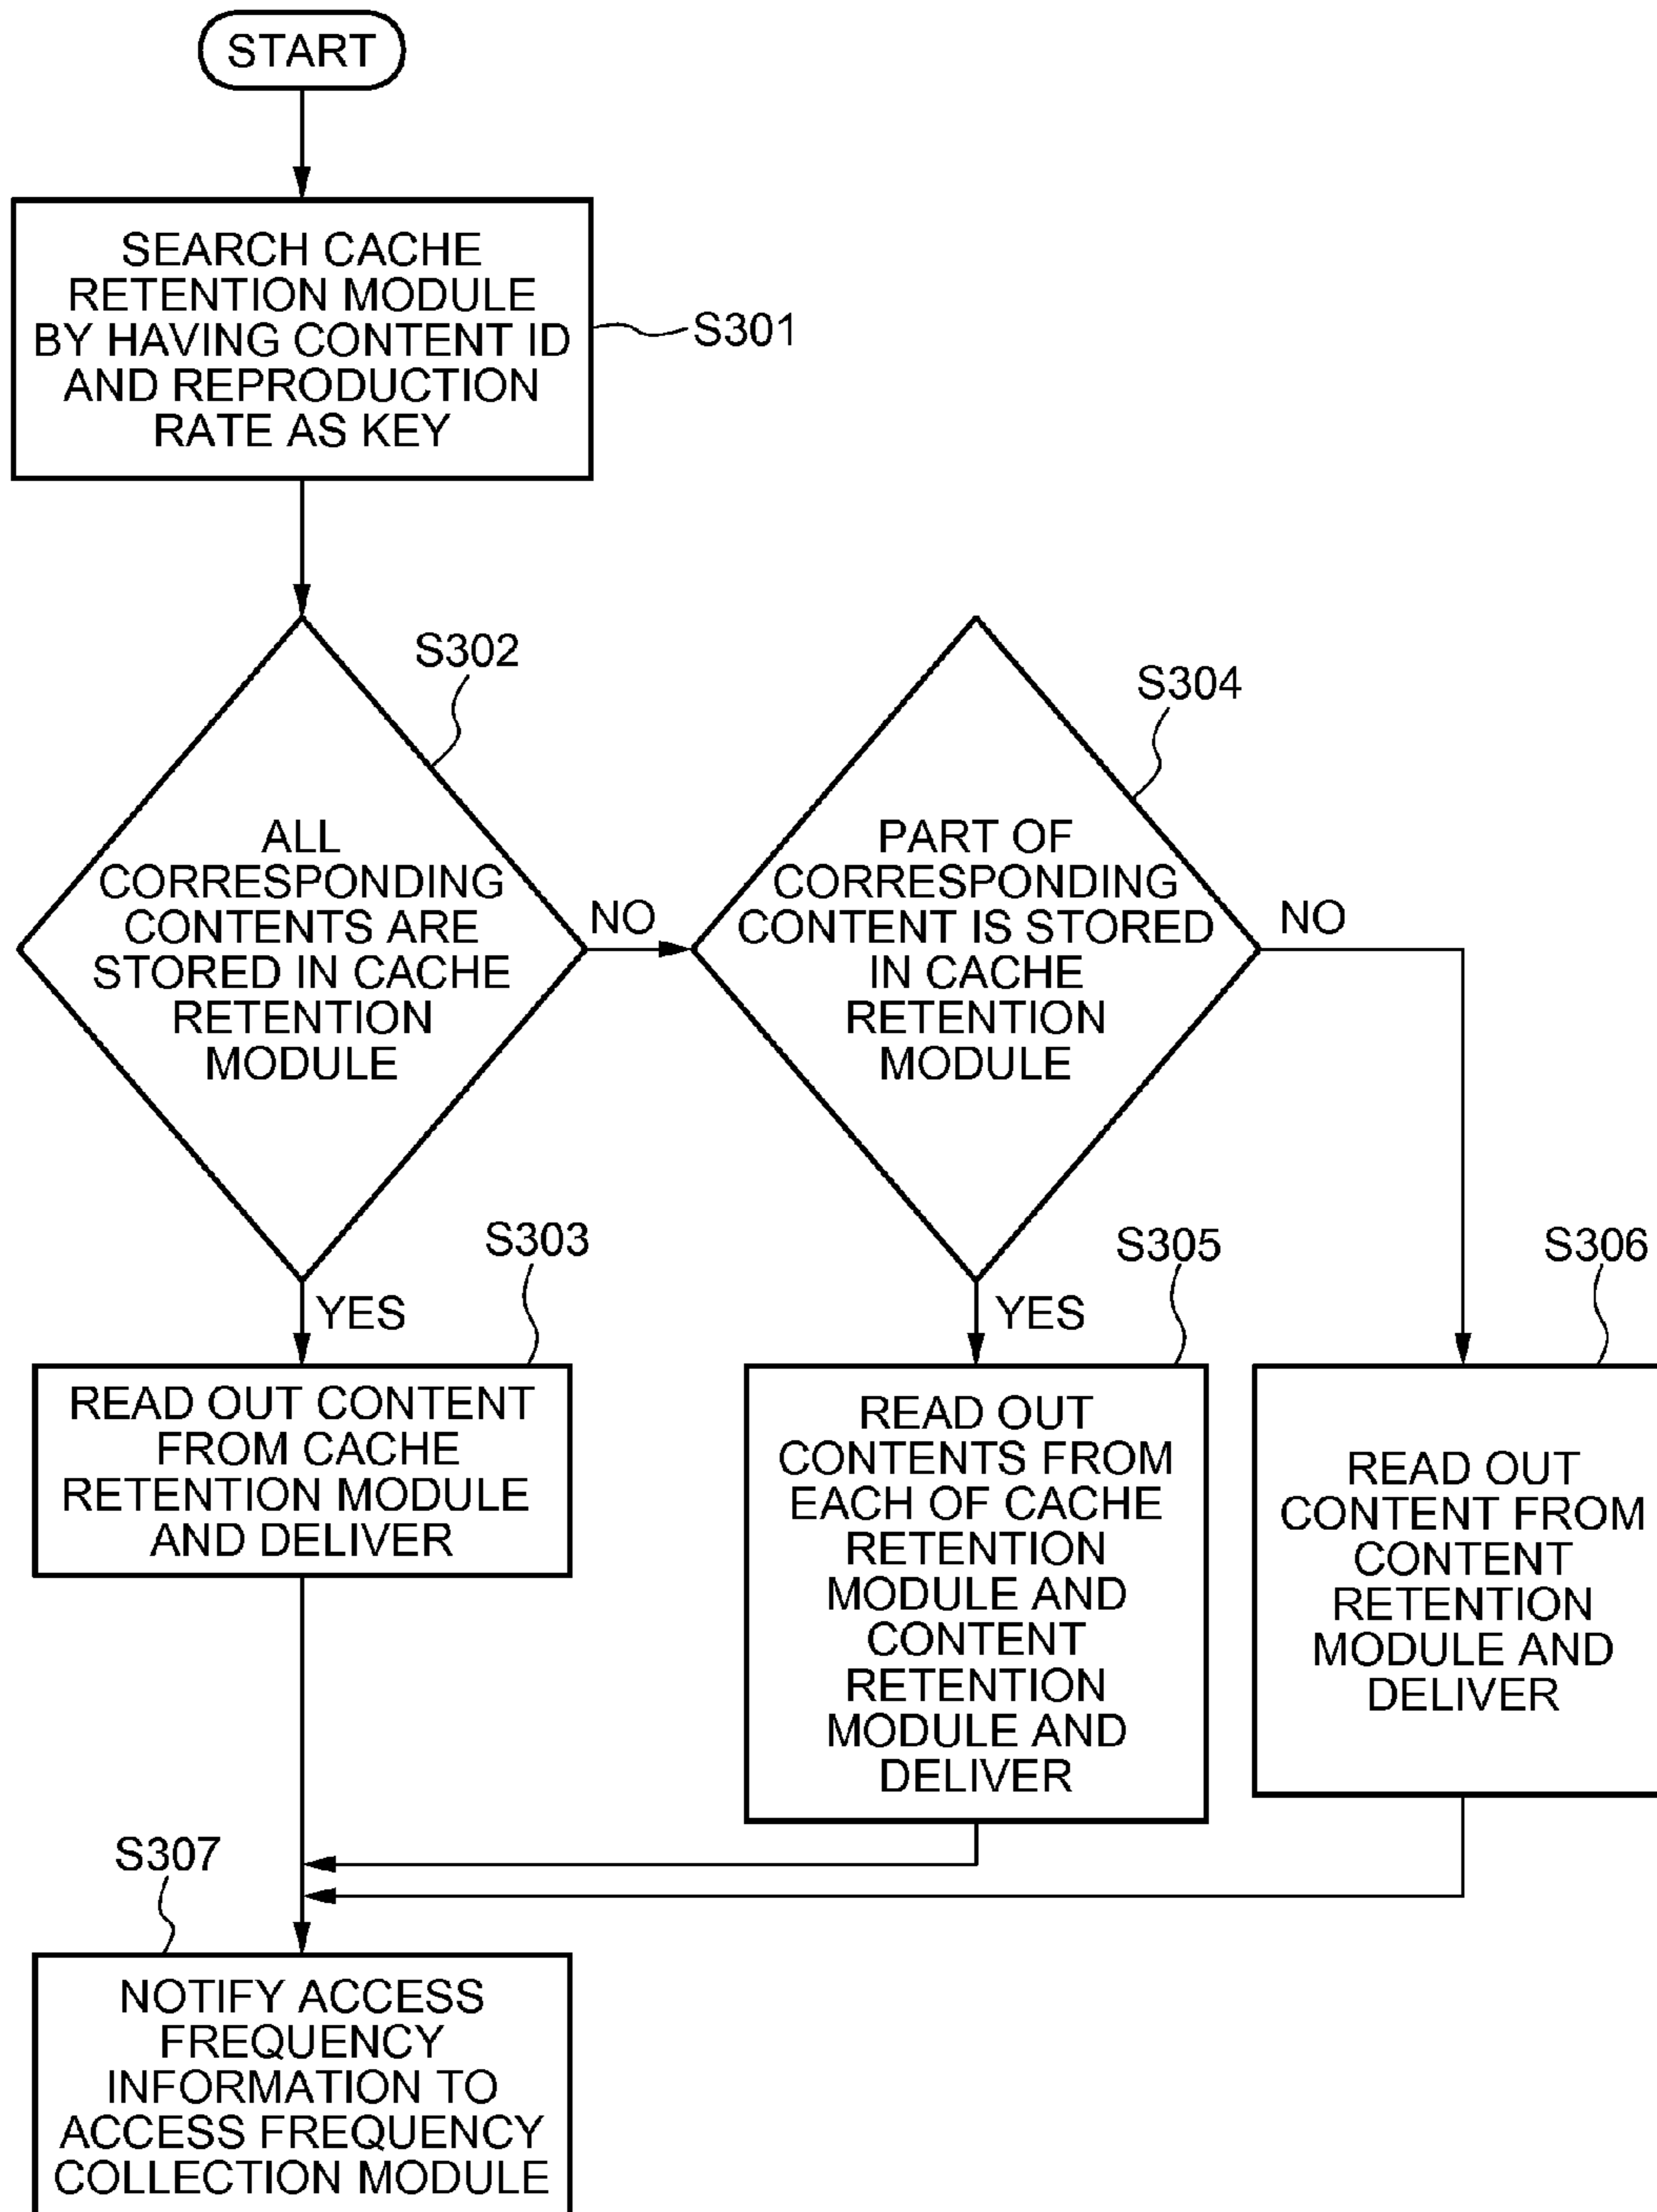 START
SEARCH CACHE
RETENTION MODULE
BY HAVING CONTENT ID
AND REPRODUCTION
RATE AS KEY
S301
S302
ALL
CORRESPONDING
CONTENTS ARE
STORED IN CACHE
RETENTION
MODULE
NO
S304
PART OF
CORRESPONDING
CONTENT IS STORED
IN CACHE
RETENTION
MODULE
NO
YES
S303
READ OUT CONTENT
FROM CACHE
RETENTION MODULE
AND DELIVER
YES
S305
READ OUT
CONTENTS FROM
EACH OF CACHE
RETENTION
MODULE AND
CONTENT
RETENTION
MODULE AND
DELIVER
S306
READ OUT
CONTENT FROM
CONTENT
RETENTION
MODULE AND
DELIVER
S307
NOTIFY ACCESS
FREQUENCY
INFORMATION TO
ACCESS FREQUENCY
COLLECTION MODULE